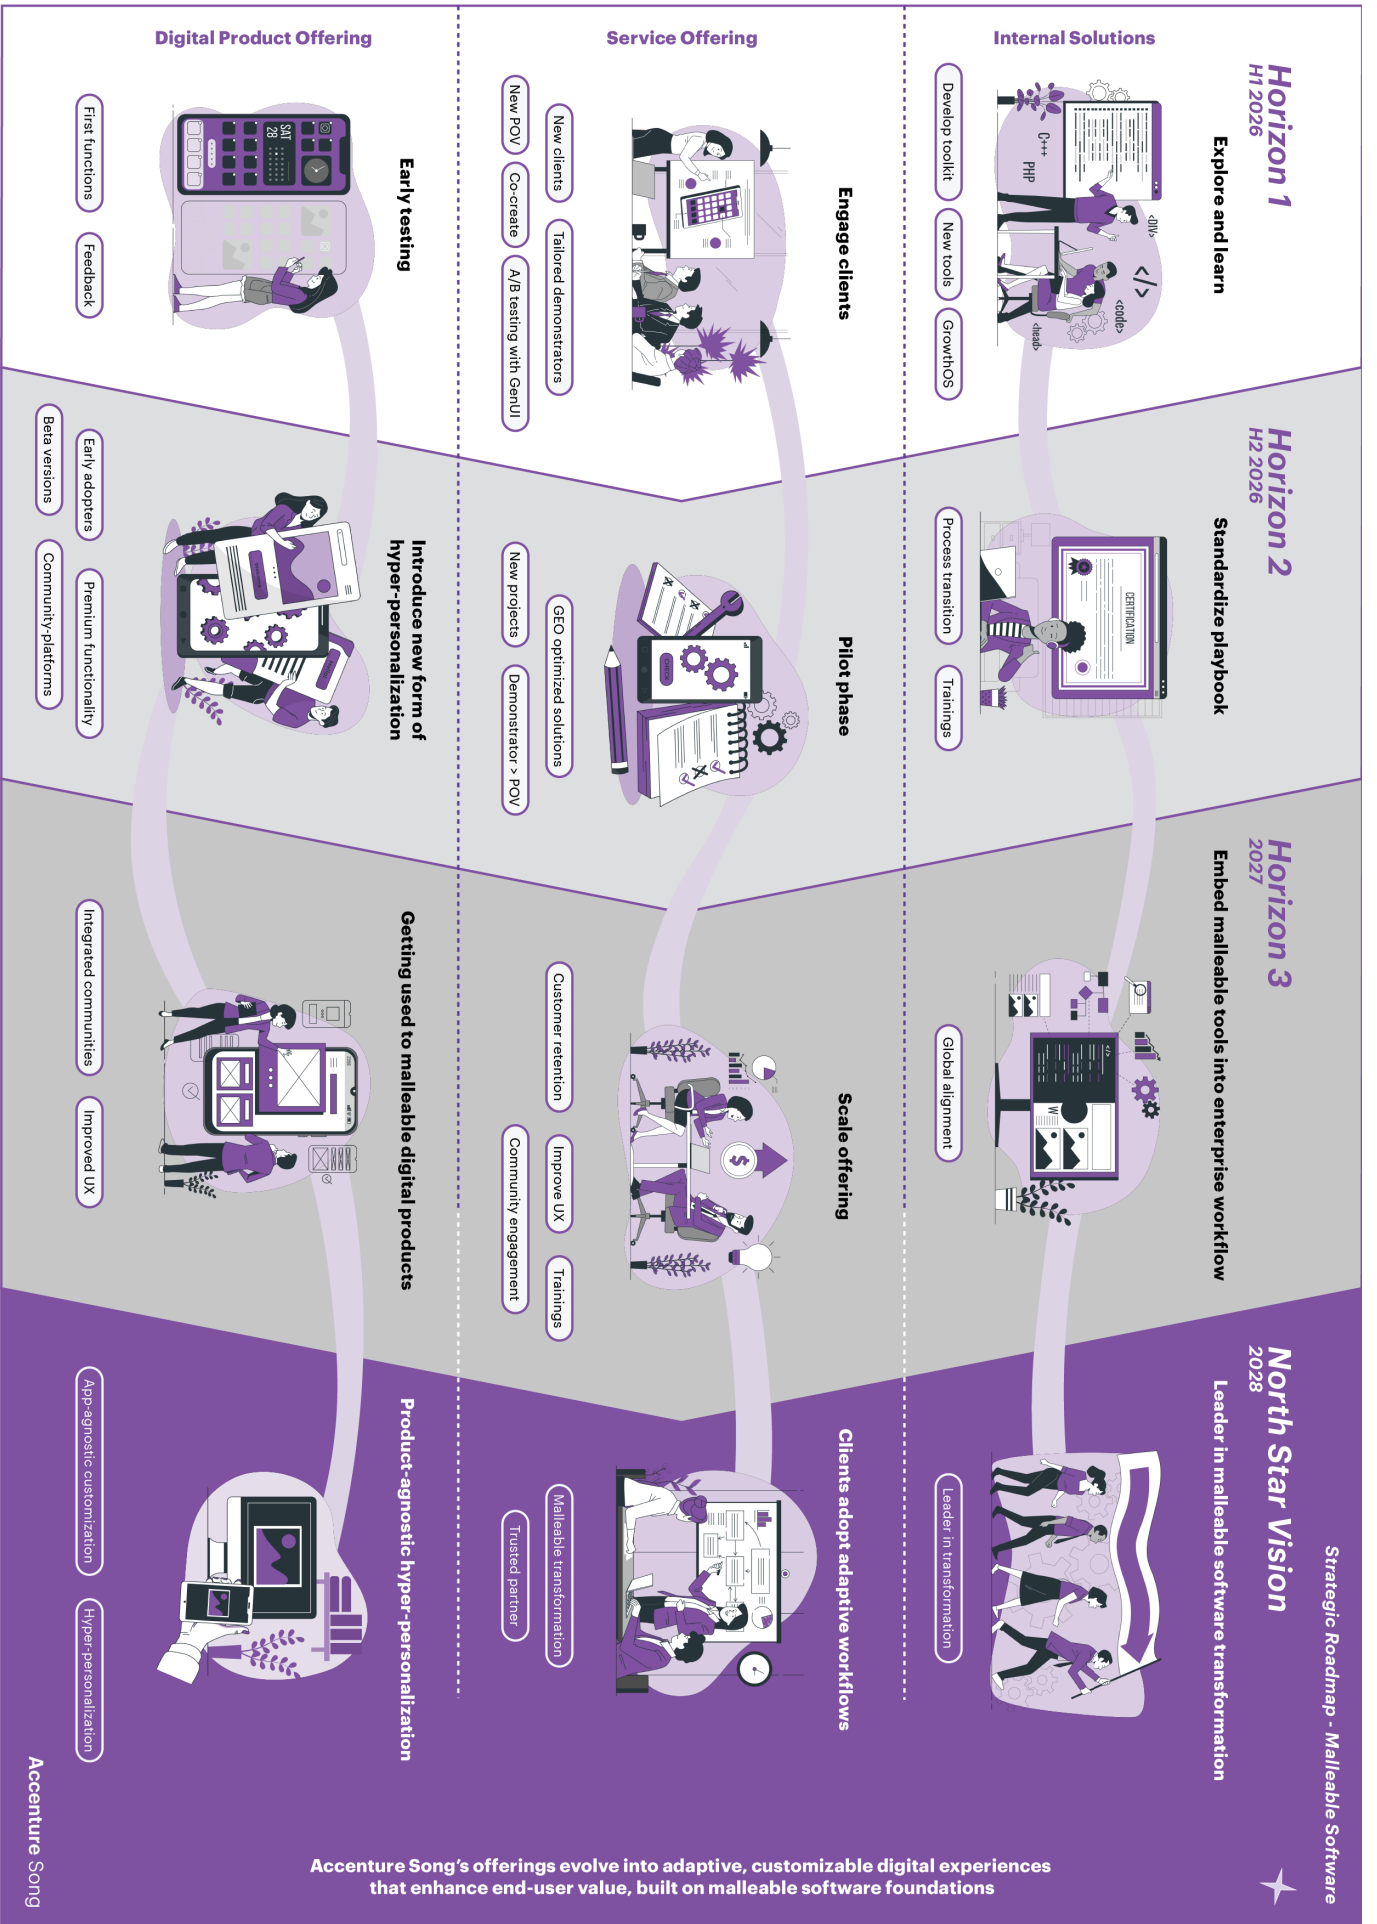 Strategic Roadmap - Malleable Software
Horizon 1
H1 2026
Horizon 2
H2 2026
Horizon 3
2027
North Star Vision
2028
Internal Solutions
Explore and learn
C+++
PHP
<DIV>
</>
<code>
<head>
Develop toolkit
New tools
GrowthOS
Standardize playbook
CERTIFICATION
Process transition
Trainings
Embed malleable tools into enterprise workflow
</>
W
Global alignment
Leader in malleable software transformation
Leader in transformation
Service Offering
Engage clients
New clients
Tailored demonstrators
New POV
Co-create
A/B testing with GenUI
Pilot phase
CHECK
GEO optimized solutions
New projects
Demonstrator > POV
Scale offering
$
Customer retention
Improve UX
Trainings
Community engagement
Clients adopt adaptive workflows
Malleable transformation
Trusted partner
Digital Product Offering
Early testing
SAT
28
First functions
Feedback
Introduce new form of
hyper-personalization
Early adopters
Premium functionality
Beta versions
Community-platforms
Getting used to malleable digital products
Integrated communities
Improved UX
Product-agnostic hyper-personalization
App-agnostic customization
Hyper-personalization
Accenture Song's offerings evolve into adaptive, customizable digital experiences
that enhance end-user value, built on malleable software foundations
Accenture Song